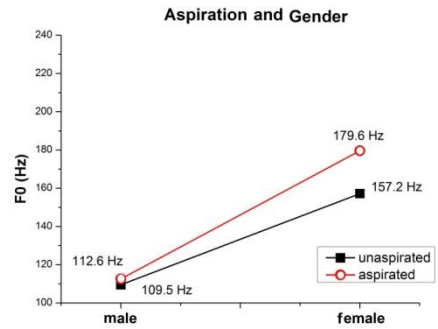 Aspiration and Gender
240
220
200
180
160
140
120
100
F0 (Hz)
179.6 Hz
157.2 Hz
112.6 Hz
109.5 Hz
unaspirated
aspirated
male
female